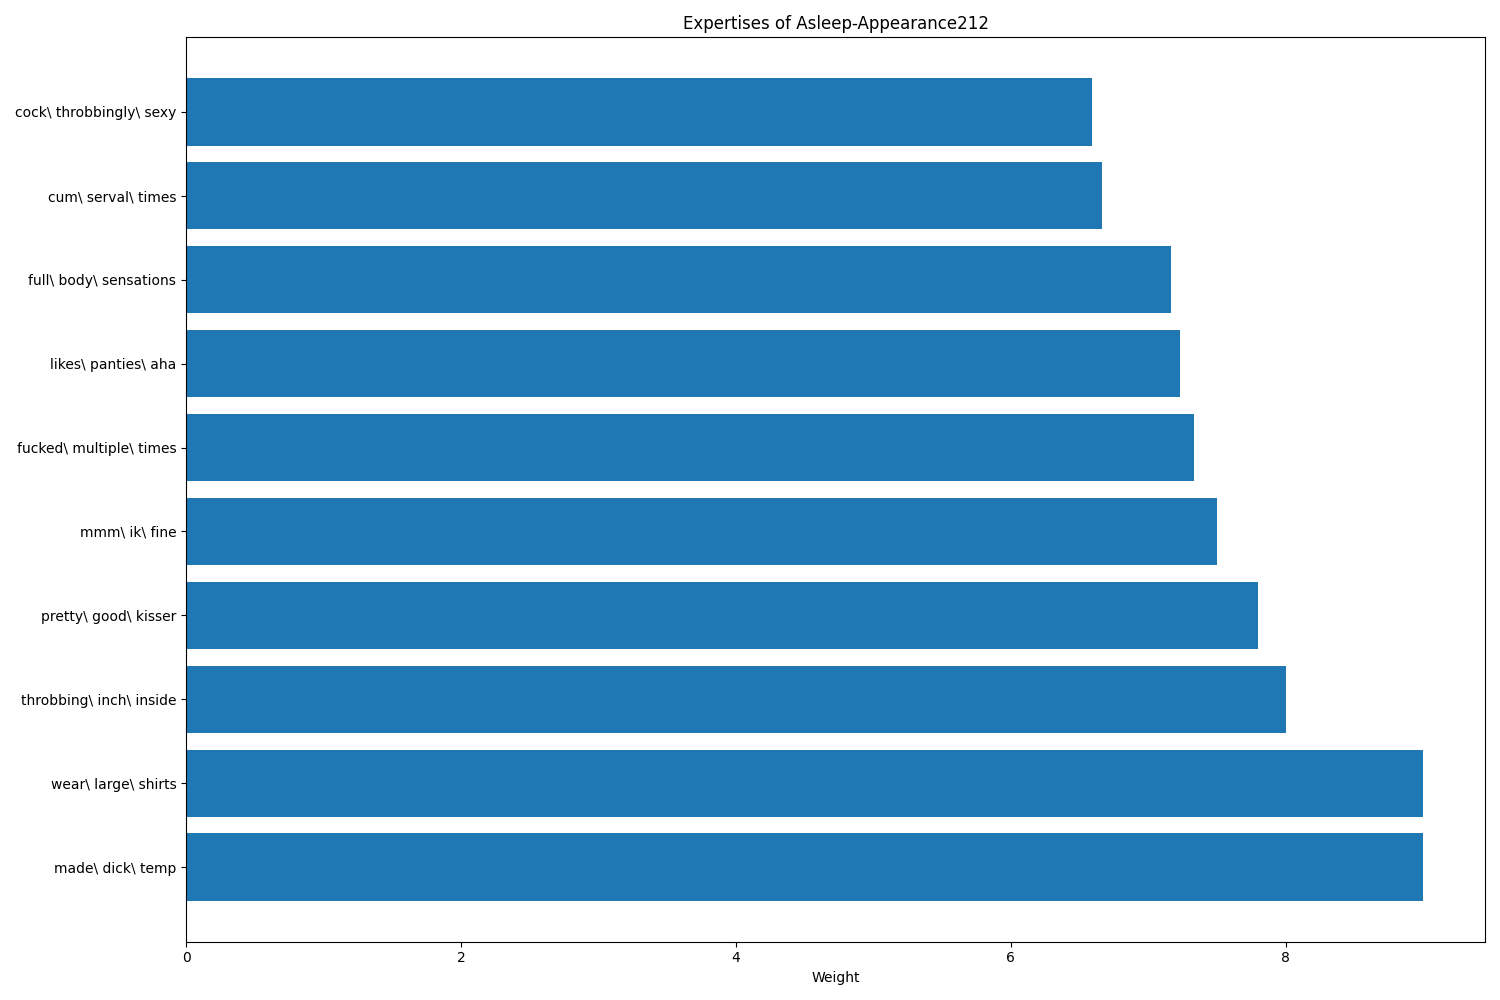 Expertises of Asleep-Appearance212
cock\ throbbingly\ sexy
cum\ serval\ times
full\ body\ sensations
likes\ panties\ aha
fucked\ multiple\ times
mmm\ ik\ fine
pretty\ good\ kisser
throbbing\ inch\ inside
wear\ large\ shirts
made\ dick\ temp
0 2 4 6 8
Weight